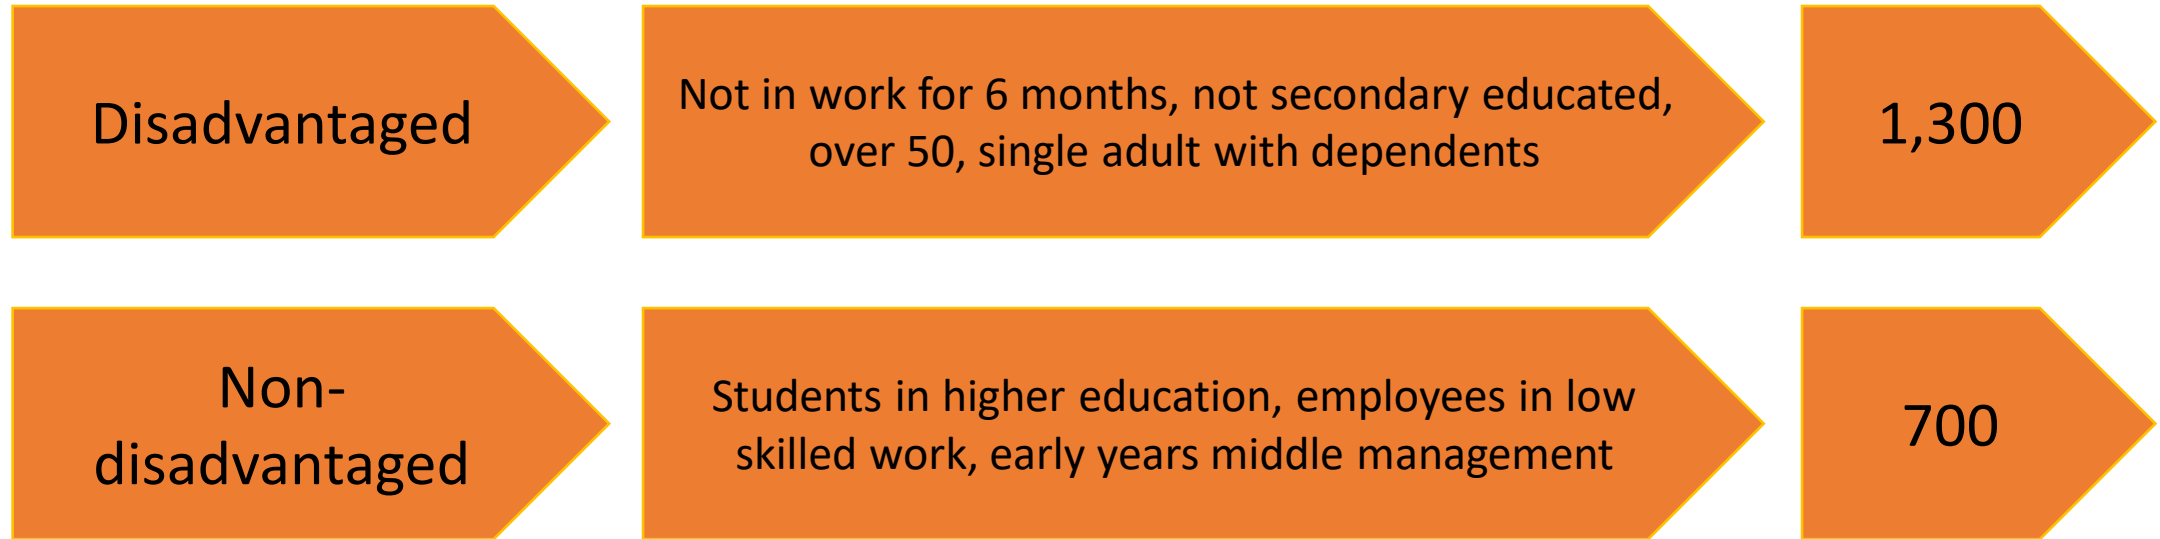 Disadvantaged
Not in work for 6 months, not secondary educated,
over 50, single adult with dependents
1,300
Non-
disadvantaged
Students in higher education, employees in low
skilled work, early years middle management
700